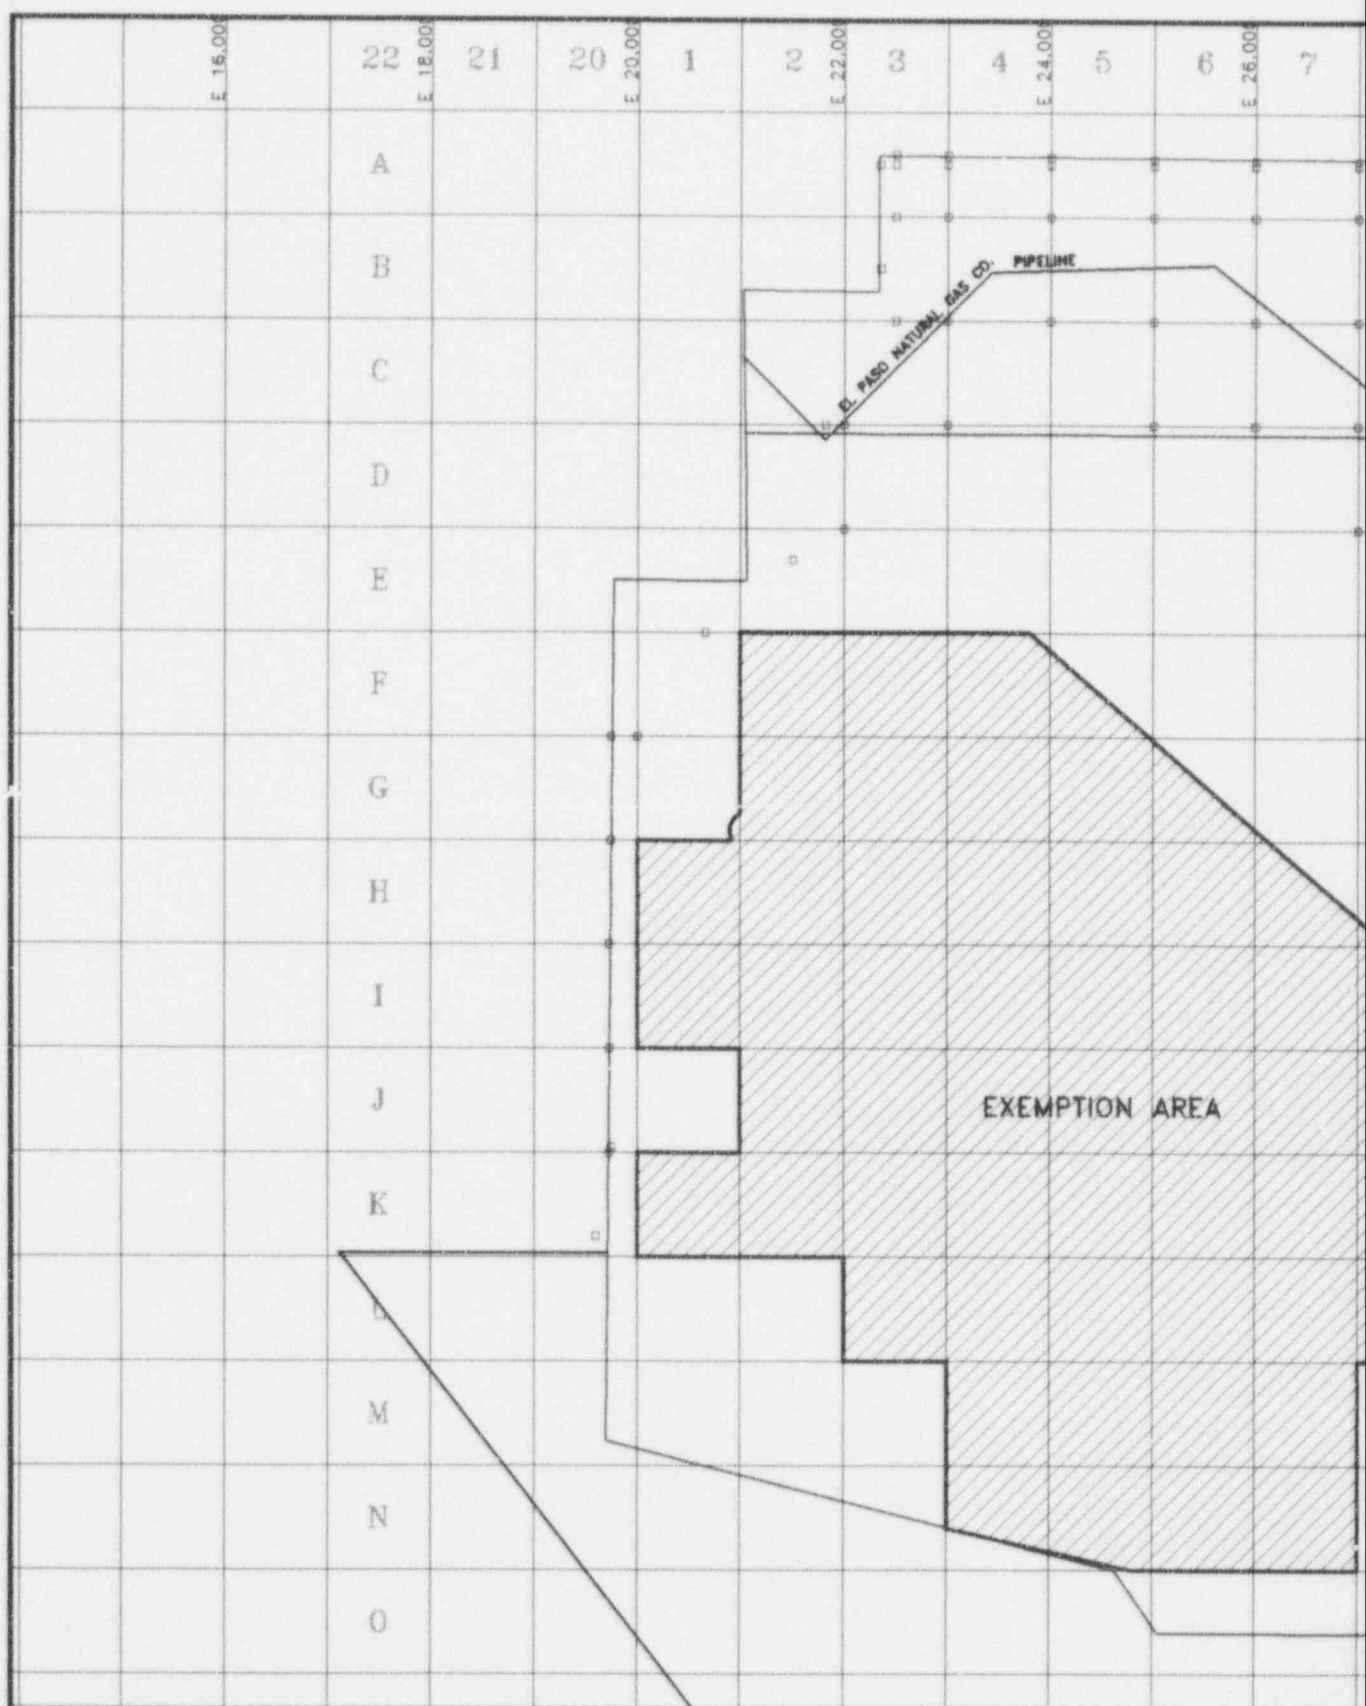 E 16,000
22
E 18,000
21
20
E 20,000
1
2
E 22,000
3
4
E 24,000
5
6
E 26,000
7
A
B
EL PASO NATURAL GAS CO. PIPELINE
C
D
E
F
G
H
I
J
EXEMPTION AREA
K
M
N
O